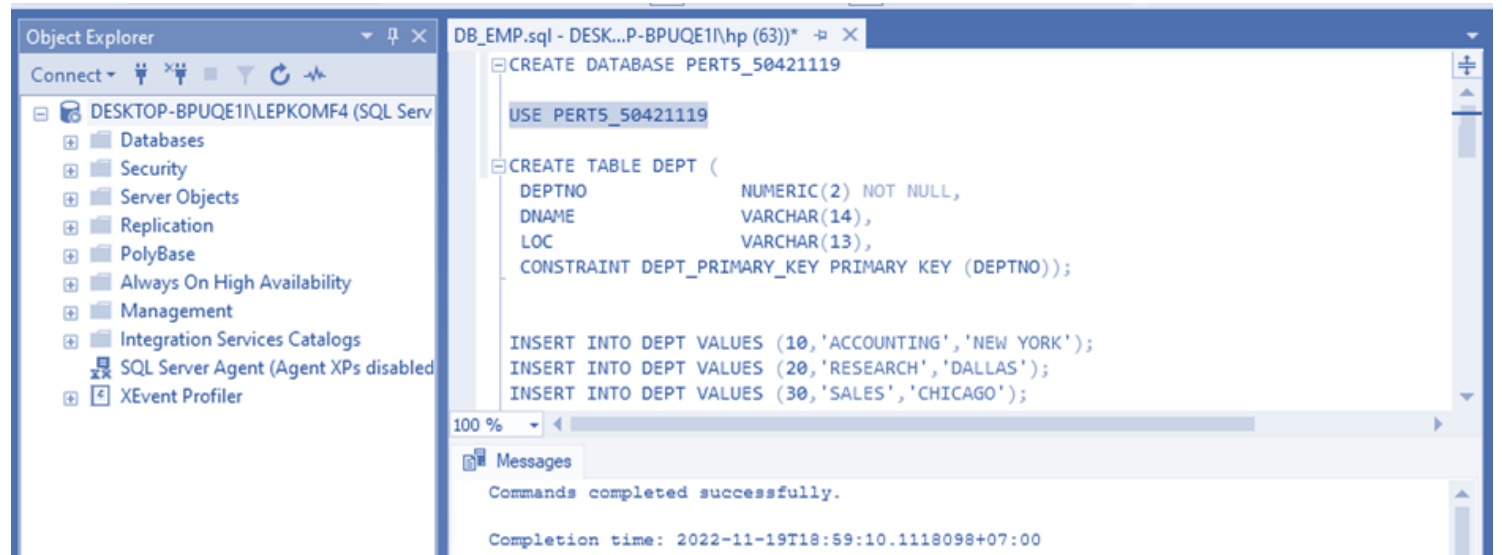 Object Explorer
Connect
DESKTOP-BPUQE1I\LEPKOMF4 (SQL Serv
Databases
Security
Server Objects
Replication
PolyBase
Always On High Availability
Management
Integration Services Catalogs
SQL Server Agent (Agent XPs disabled
XEvent Profiler
DB_EMP.sql - DESK...P-BPUQE1I\hp (63))*
CREATE DATABASE PERT5_50421119
USE PERT5_50421119
CREATE TABLE DEPT (
DEPTNO NUMERIC(2) NOT NULL,
DNAME VARCHAR(14),
LOC VARCHAR(13),
CONSTRAINT DEPT_PRIMARY_KEY PRIMARY KEY (DEPTNO));
INSERT INTO DEPT VALUES (10,'ACCOUNTING','NEW YORK');
INSERT INTO DEPT VALUES (20,'RESEARCH','DALLAS');
INSERT INTO DEPT VALUES (30,'SALES','CHICAGO');
100 %
Messages
Commands completed successfully.
Completion time: 2022-11-19T18:59:10.1118098+07:00